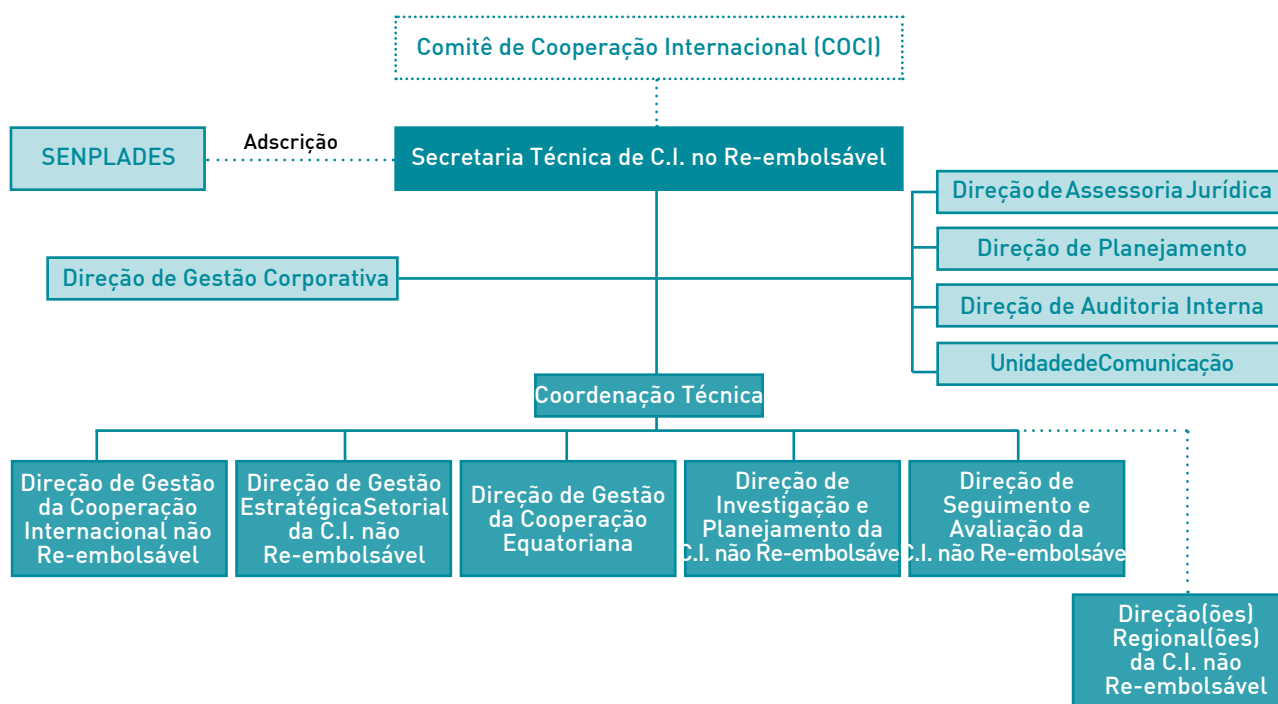 Comitê de Cooperação Internacional (COCI)
SENPLADES
Adscrição
Secretaria Técnica de C.I. no Re-embolsável
Direção de Assessoria Jurídica
Direção de Planejamento
Direção de Gestão Corporativa
Direção de Auditoria Interna
UnidadedeComunicação
Coordenação Técnica
Direção de Gestão
da Cooperação
Internacional não
Re-embolsável
Direção de Gestão
EstratégicaSetorial
da C.I. não
Re-embolsável
Direção de Gestão
da Cooperação
Equatoriana
Direção de
Investigação e
Planejamento da
C.I. não Re-embolsável
Direção de
Seguimento e
Avaliação da
C.I. não Re-embolsável
Direção(ões)
Regional(ões)
da C.I. não
Re-embolsável